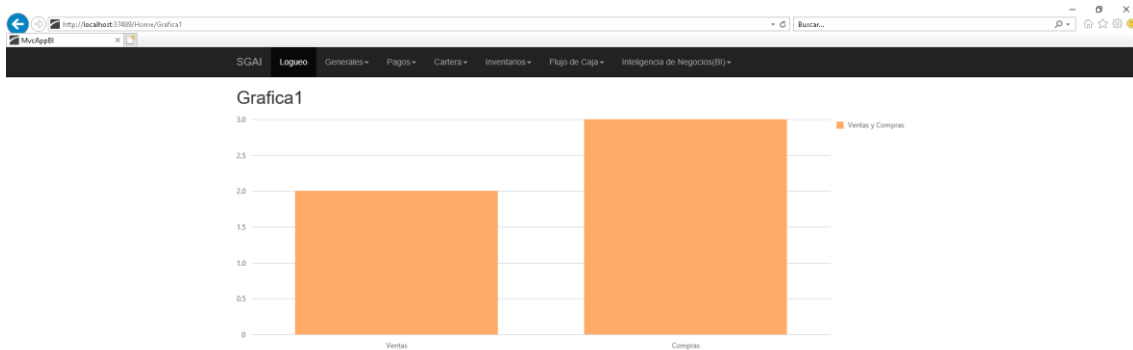 http://localhost:37489/Home/Grafica1
Buscar...
MvcAppBI
SGAI Logueo Generales Pagos Cartera Inventarios Flujo de Caja Inteligencia de Negocios(BI)
Grafica1
3.0
Ventas y Compras
2.5
2.0
1.5
1.0
0.5
0
Ventas Compras